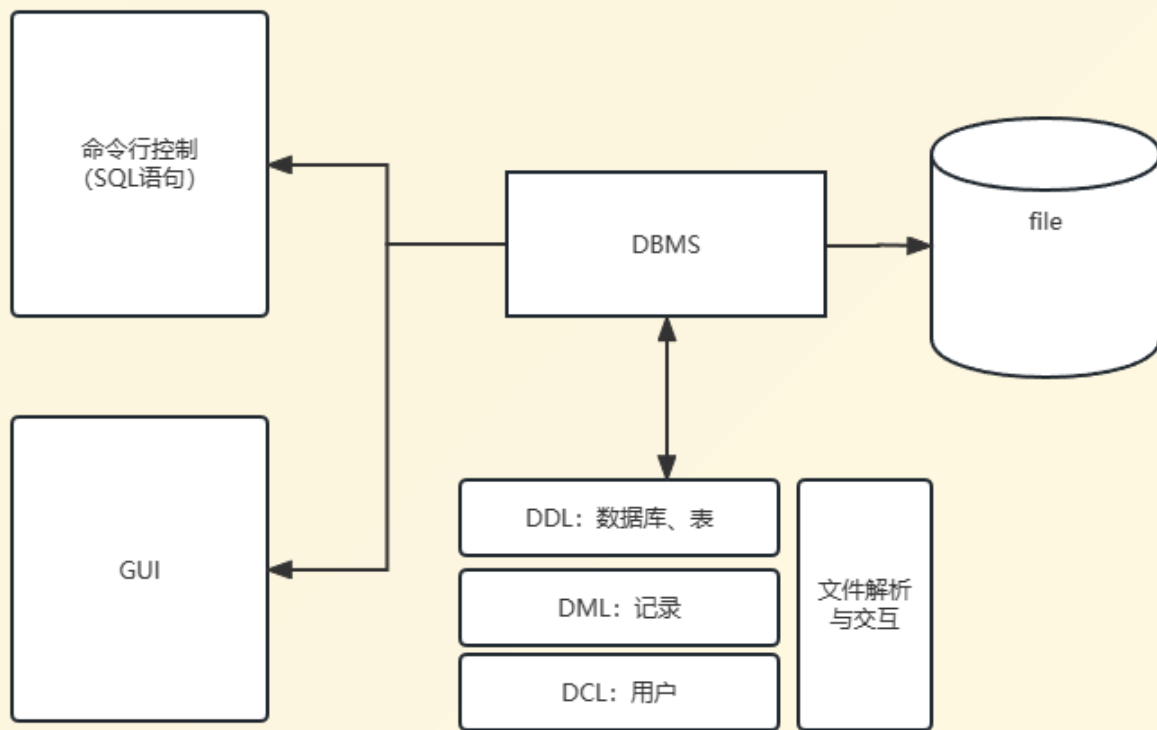 命令行控制
（SQL语句）
DBMS
file
GUI
DDL：数据库、表
DML：记录
DCL：用户
文件解析
与交互